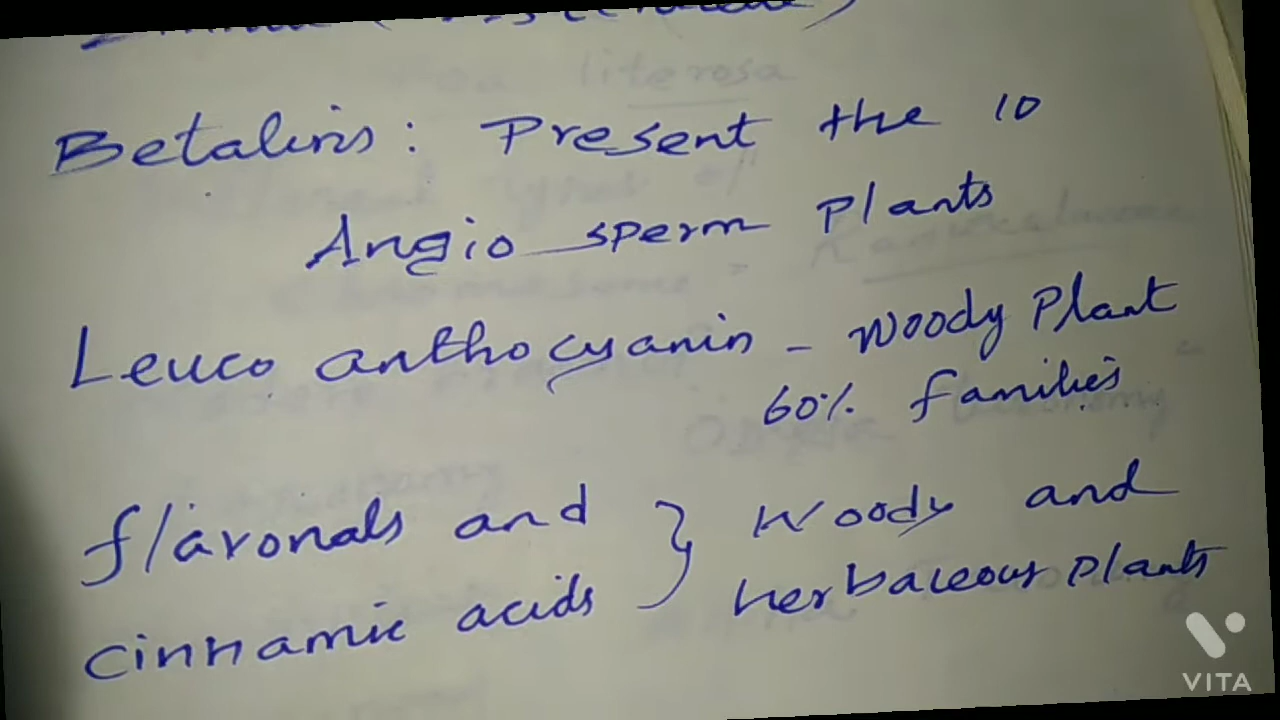 Betalins: Present the 10
Angio sperm plants
Leuco anthocyanin - Woody Plant
60% families
flavonals and } Woody and
cinnamic acids herbaceous plants
VITA